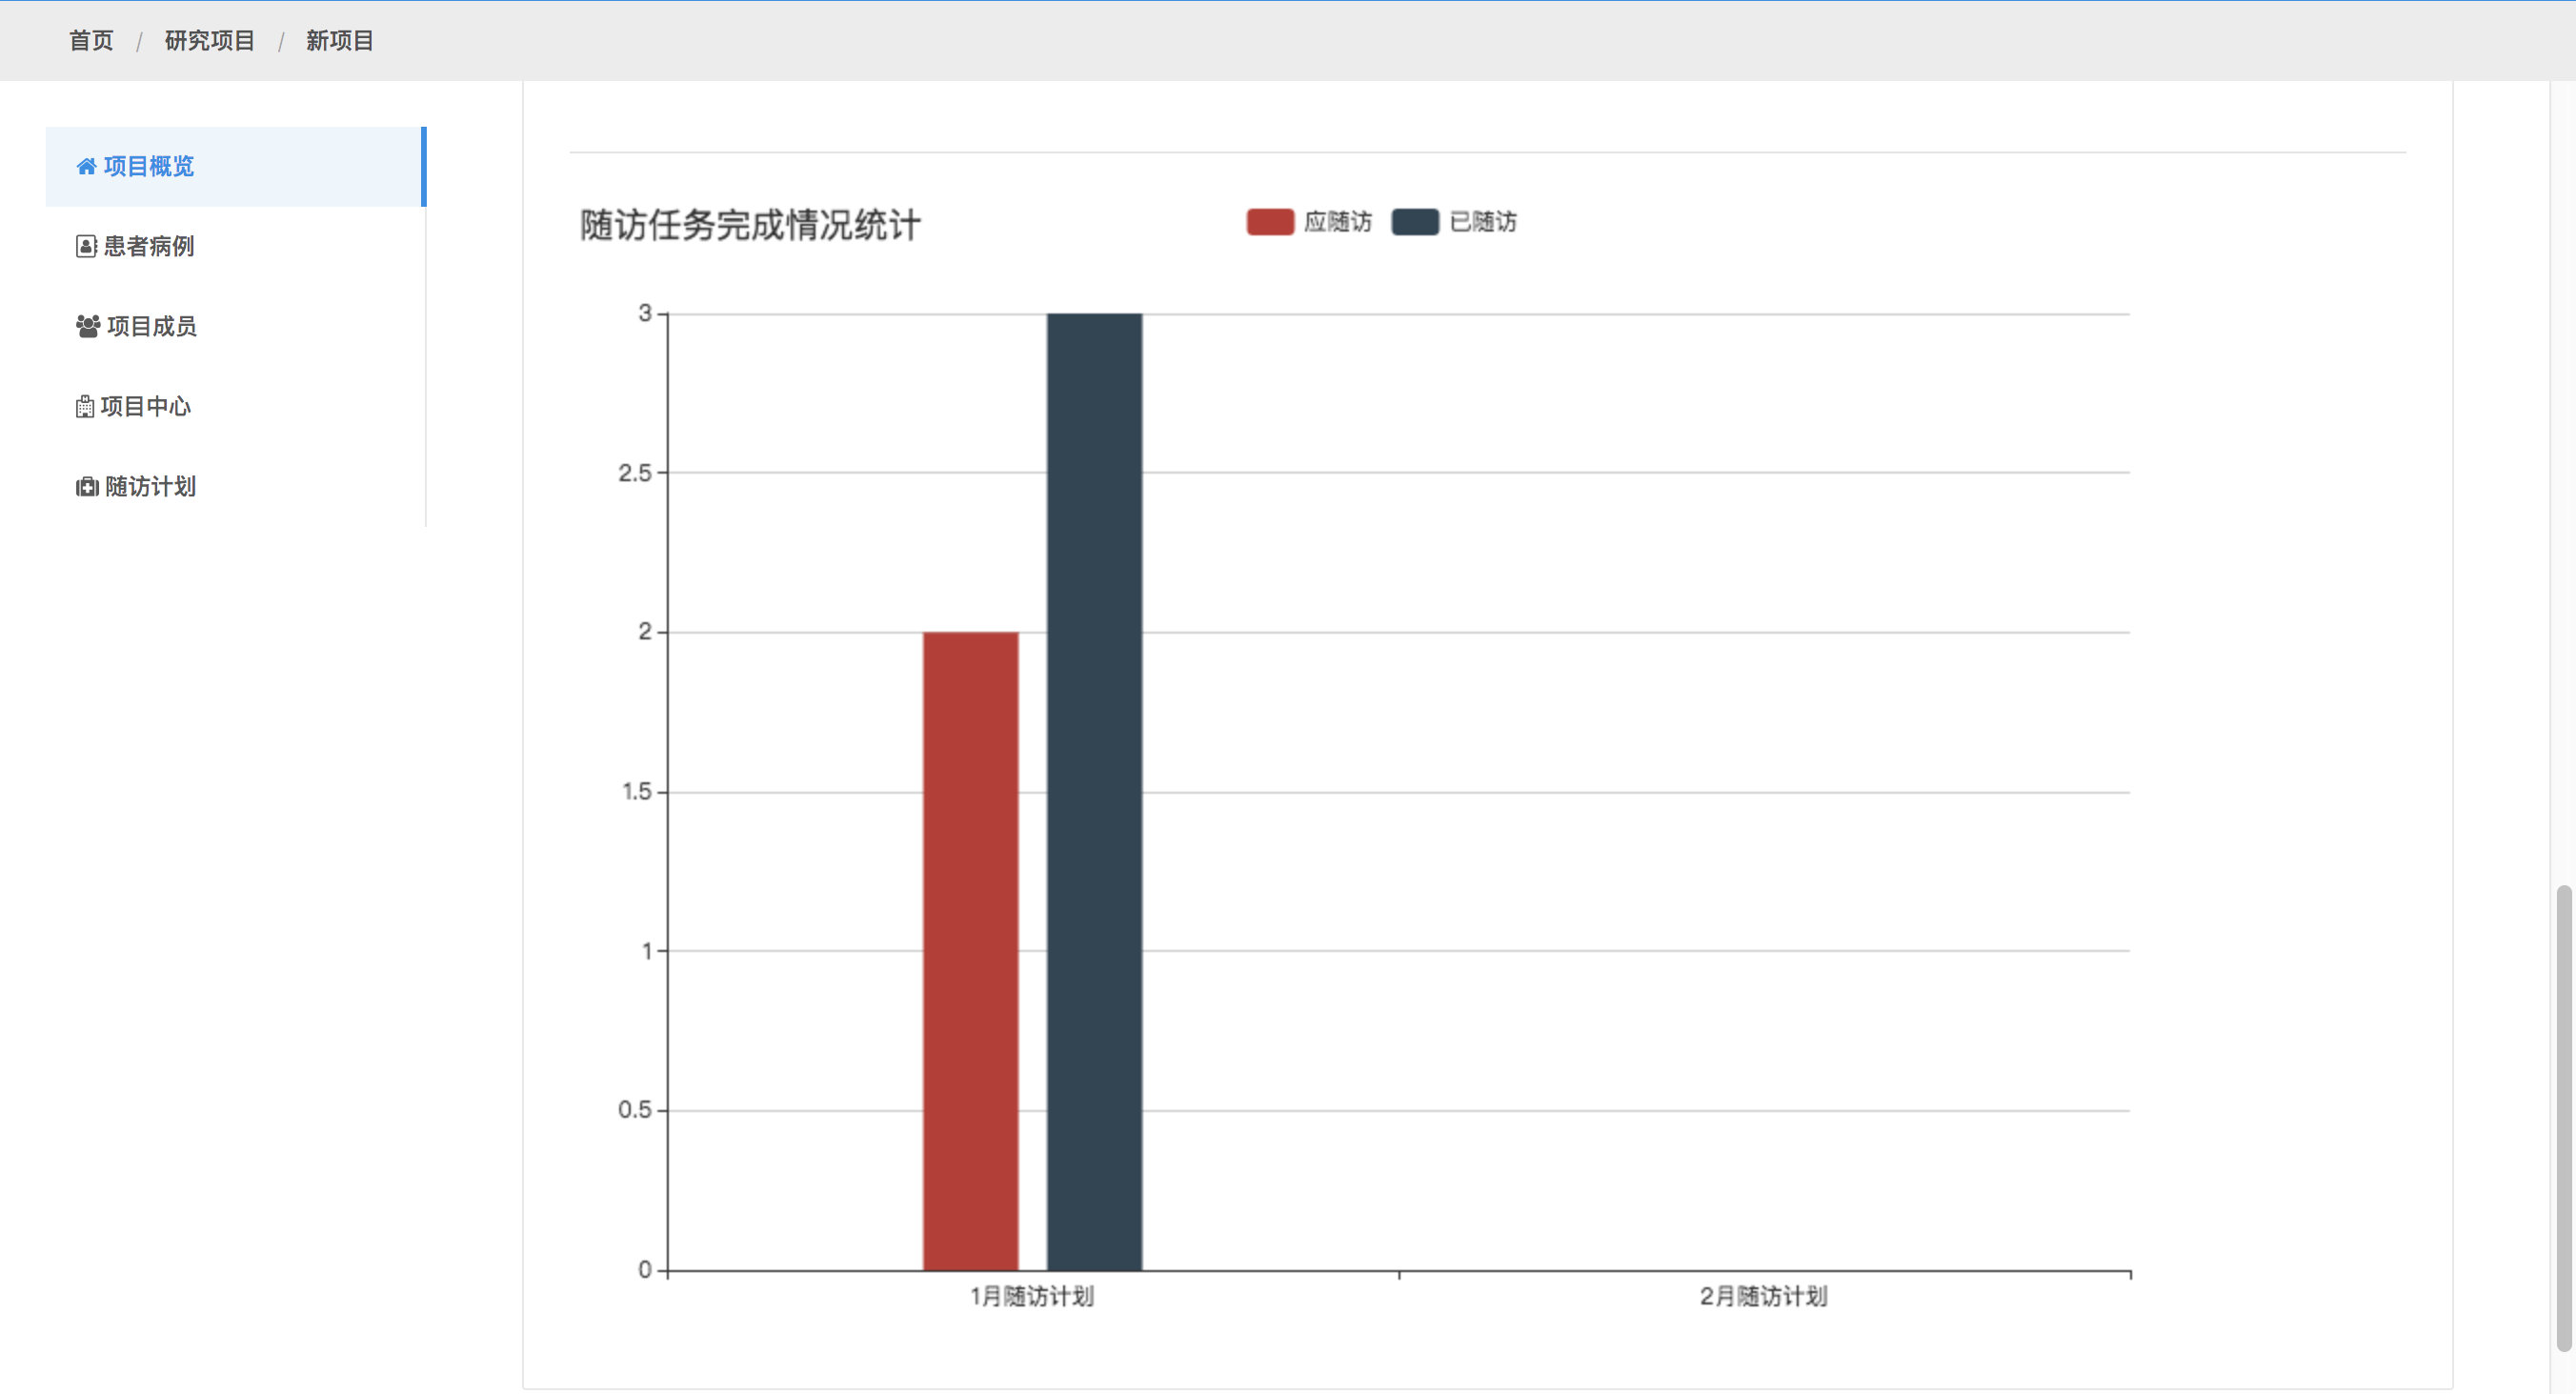 首页 / 研究项目 / 新项目
项目概览
患者病例
项目成员
项目中心
随访计划
随访任务完成情况统计
应随访 已随访
3
2.5
2
1.5
1
0.5
0
1月随访计划 2月随访计划